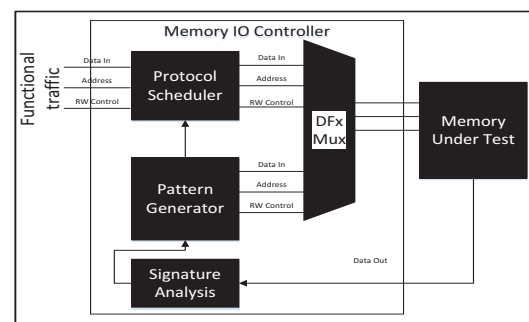 Memory IO Controller
Functional
traffic
Data In
Address
RW Control
Protocol
Scheduler
Data In
Address
RW Control
DFx
Mux
Memory
Under Test
Pattern
Generator
Data In
Address
RW Control
Signature
Analysis
Data Out